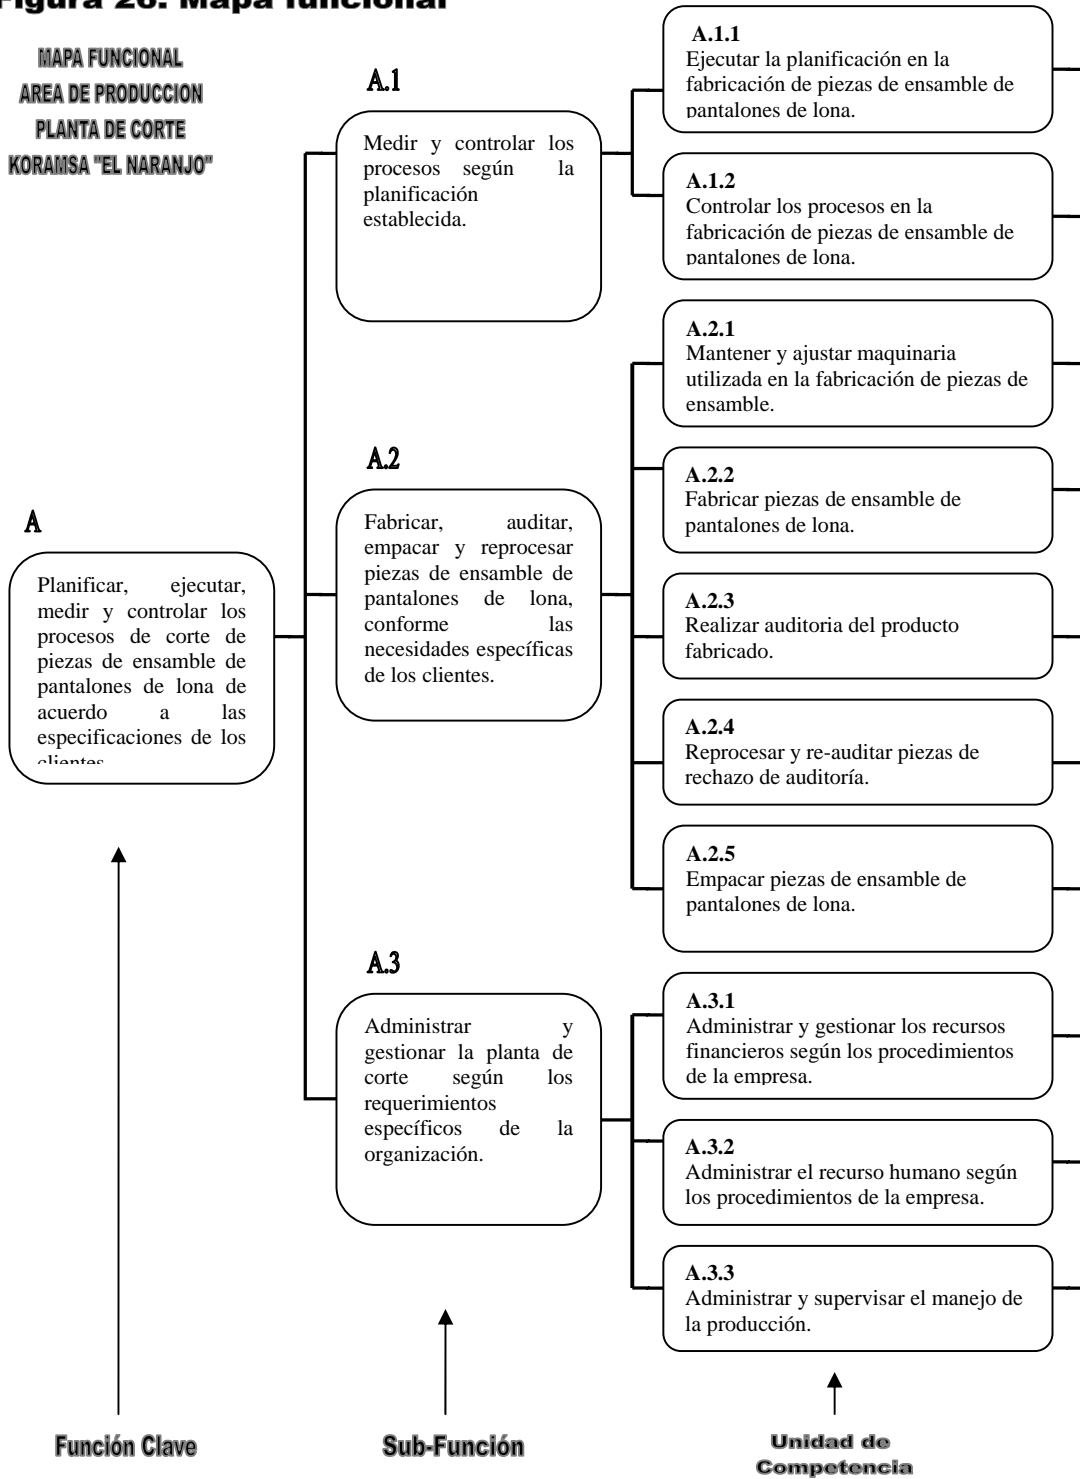 Figura 26. Mapa funcional
MAPA FUNCIONAL
AREA DE PRODUCCION
PLANTA DE CORTE
KORAMSA "EL NARANJO"
A
Planificar, ejecutar,
medir y controlar los
procesos de corte de
piezas de ensamble de
pantalones de lona de
acuerdo a las
especificaciones de los
clientes
A.1
Medir y controlar los
procesos según la
planificación
establecida.
A.2
Fabricar, auditar,
empacar y reprocesar
piezas de ensamble de
pantalones de lona,
conforme las
necesidades específicas
de los clientes.
A.3
Administrar y
gestionar la planta de
corte según los
requerimientos
específicos de la
organización.
A.1.1
Ejecutar la planificación en la
fabricación de piezas de ensamble de
pantalones de lona.
A.1.2
Controlar los procesos en la
fabricación de piezas de ensamble de
pantalones de lona.
A.2.1
Mantener y ajustar maquinaria
utilizada en la fabricación de piezas de
ensamble.
A.2.2
Fabricar piezas de ensamble de
pantalones de lona.
A.2.3
Realizar auditoria del producto
fabricado.
A.2.4
Reprocesar y re-auditar piezas de
rechazo de auditoría.
A.2.5
Empacar piezas de ensamble de
pantalones de lona.
A.3.1
Administrar y gestionar los recursos
financieros según los procedimientos
de la empresa.
A.3.2
Administrar el recurso humano según
los procedimientos de la empresa.
A.3.3
Administrar y supervisar el manejo de
la producción.
Función Clave
Sub-Función
Unidad de
Competencia